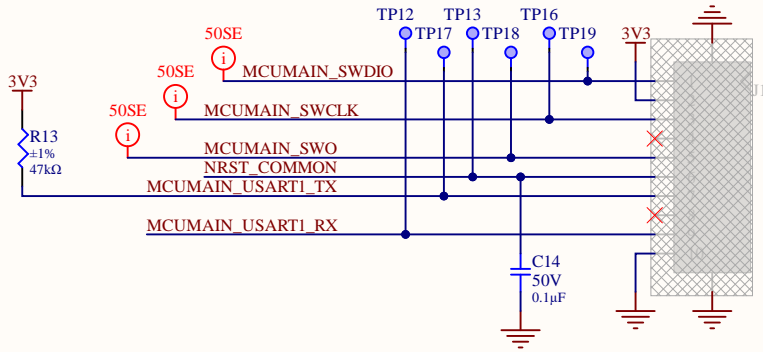 TP12
TP13
TP16
TP17
TP18
TP19
50SE
3V3
50SE
MCUMAIN_SWDIO
3V3
MCUMAIN_SWCLK
50SE
R13
±1%
47kΩ
MCUMAIN_SWO
NRST_COMMON
MCUMAIN_USART1_TX
MCUMAIN_USART1_RX
C14
50V
0.1µF